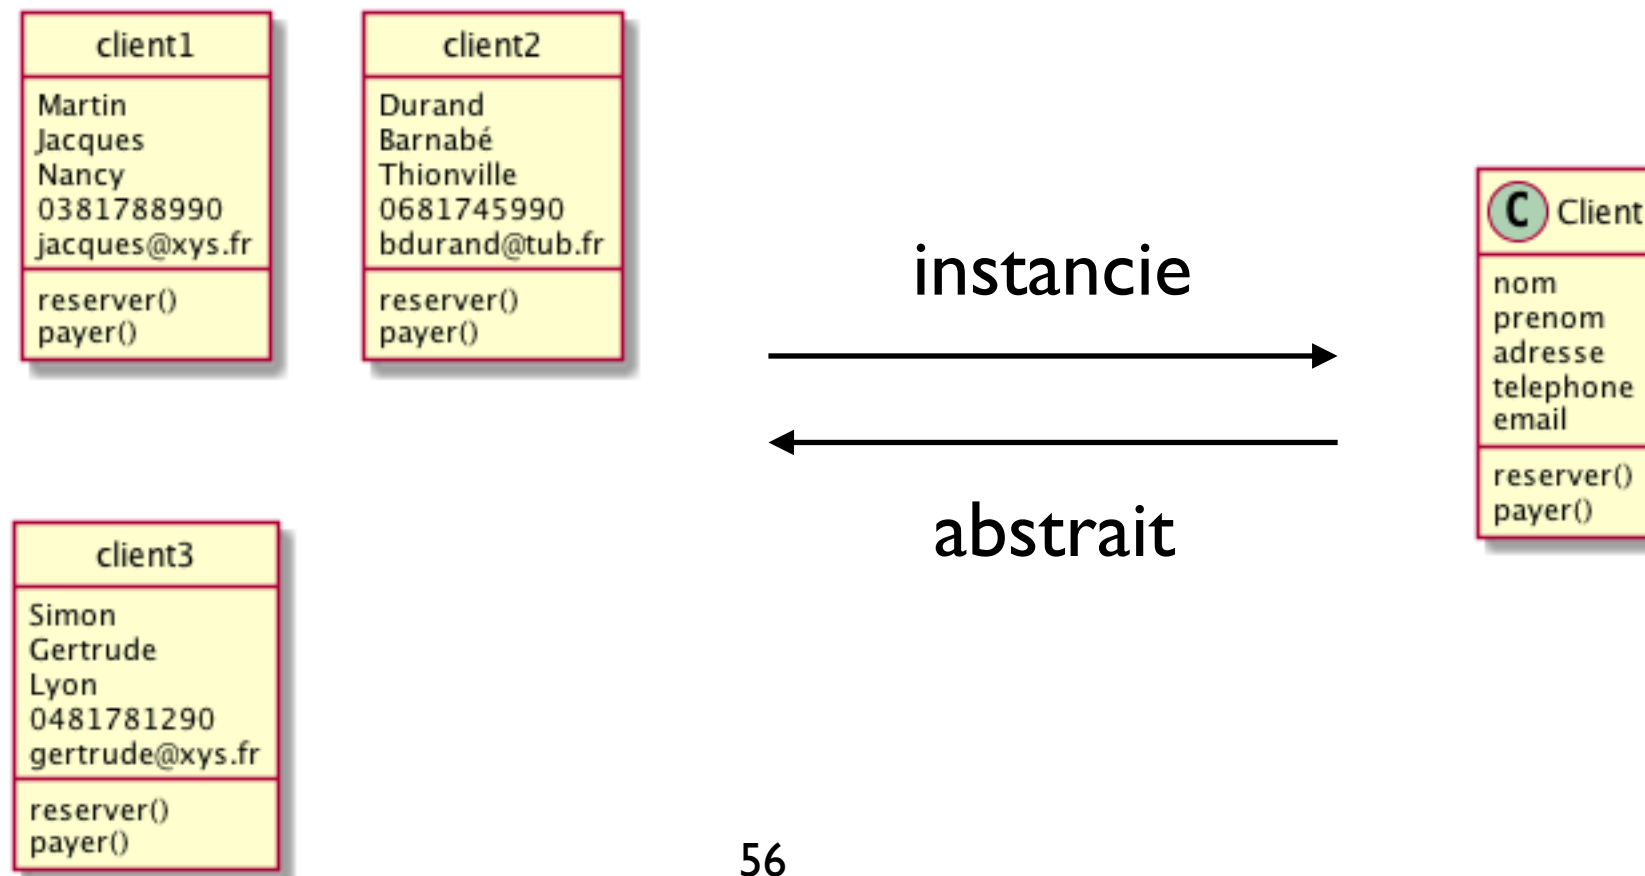 client1
Martin
Jacques
Nancy
0381788990
jacques@xys.fr
reserver()
payer()
client2
Durand
Barnabé
Thionville
0681745990
bdurand@tub.fr
reserver()
payer()
instancie
abstrait
C Client
nom
prenom
adresse
telephone
email
reserver()
payer()
client3
Simon
Gertrude
Lyon
0481781290
gertrude@xys.fr
reserver()
payer()
56